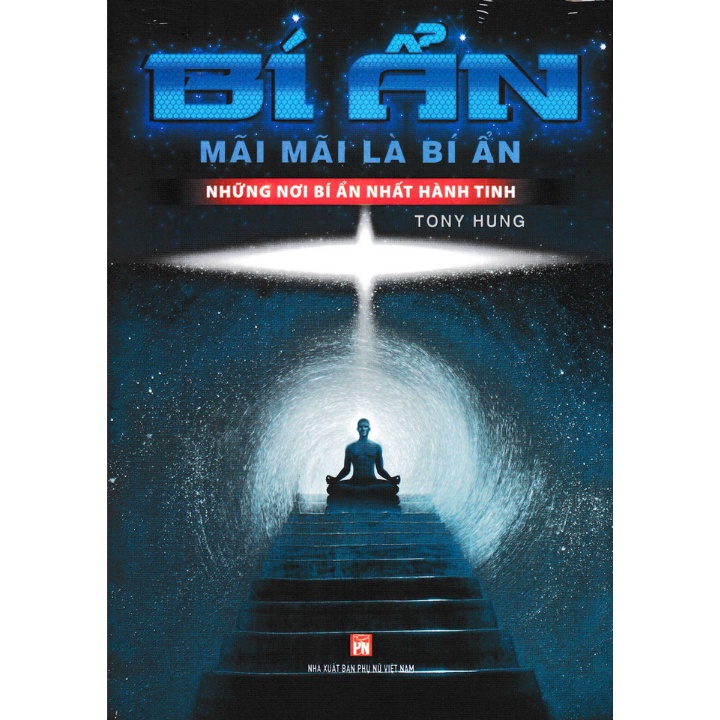 BÍ ẨN
MÃI MÃI LÀ BÍ ẨN
NHỮNG NƠI BÍ ẨN NHẤT HÀNH TINH
TONY HUNG
PN
NHÀ XUẤT BẢN PHỤ NỮ VIỆT NAM